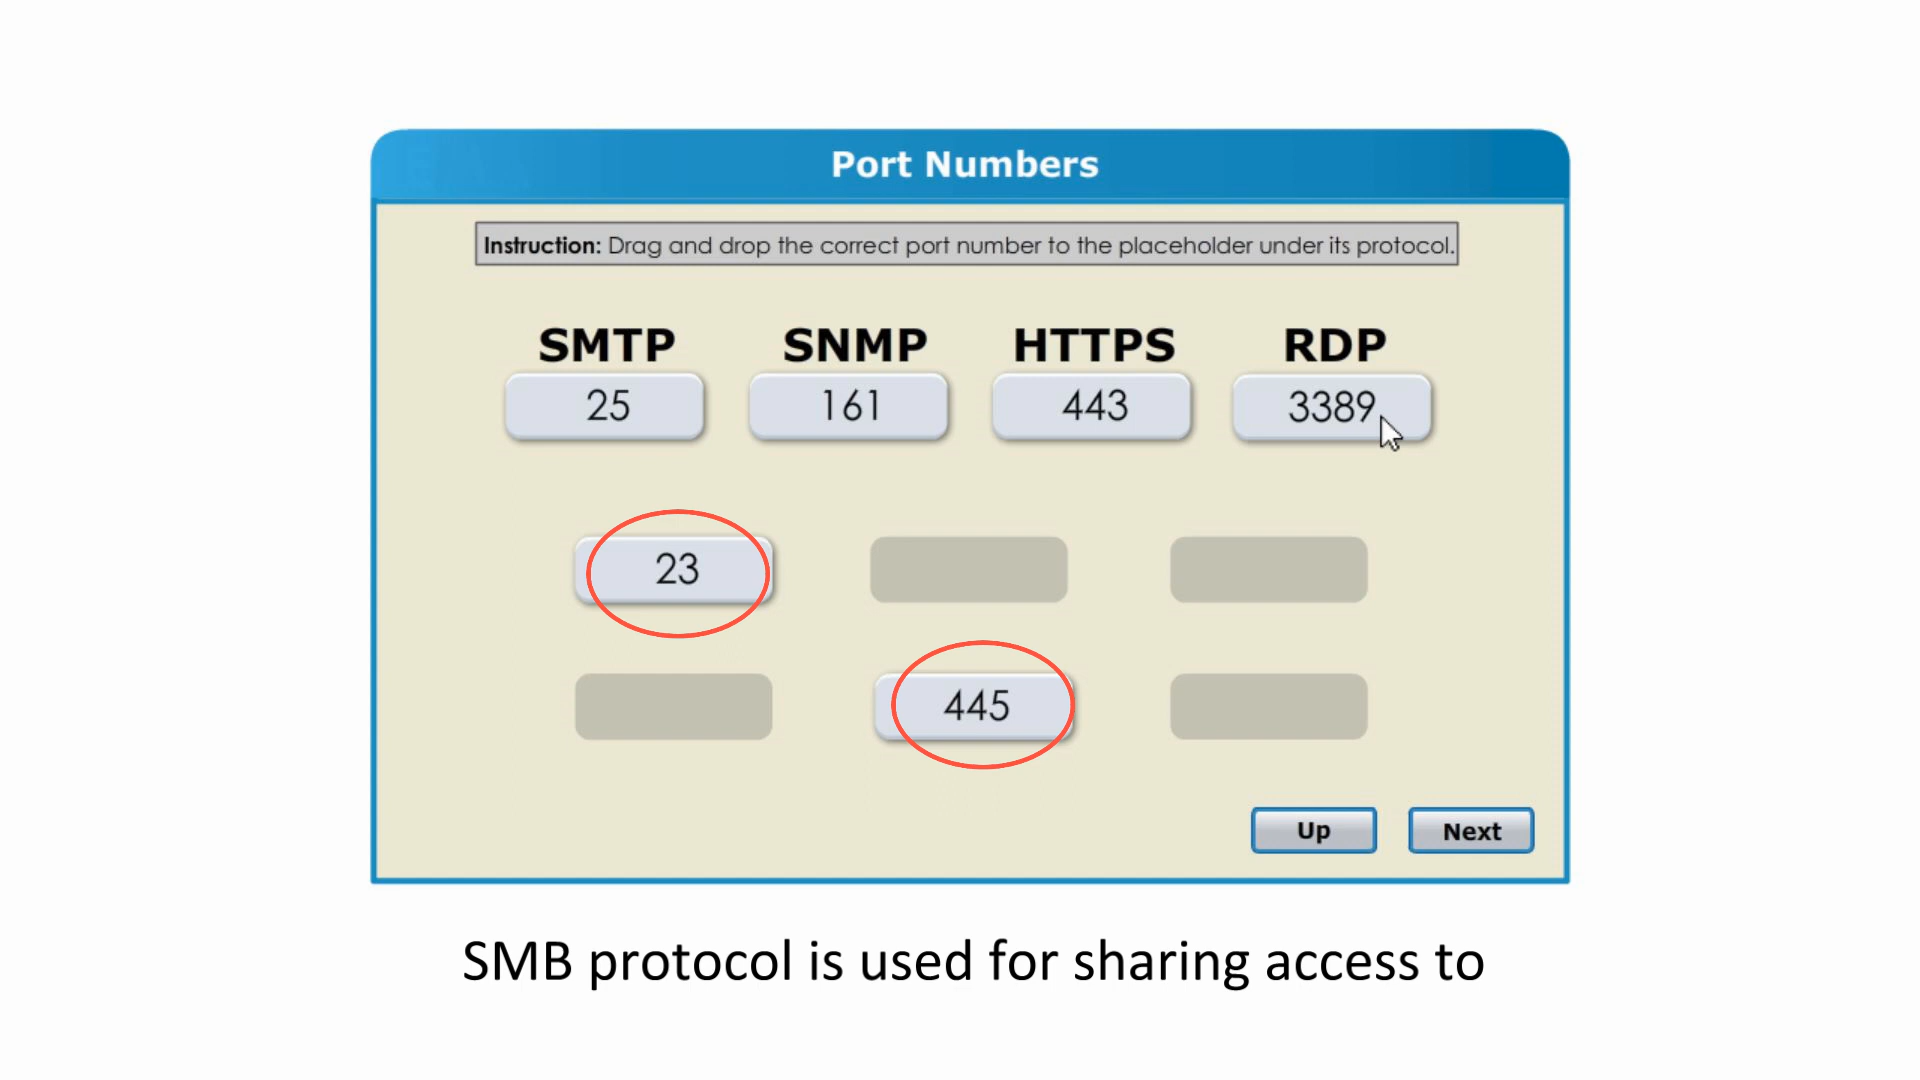 Port Numbers
Instruction: Drag and drop the correct port number to the placeholder under its protocol.
SMTP SNMP HTTPS RDP
25 161 443 3389
23
445
Up Next
SMB protocol is used for sharing access to